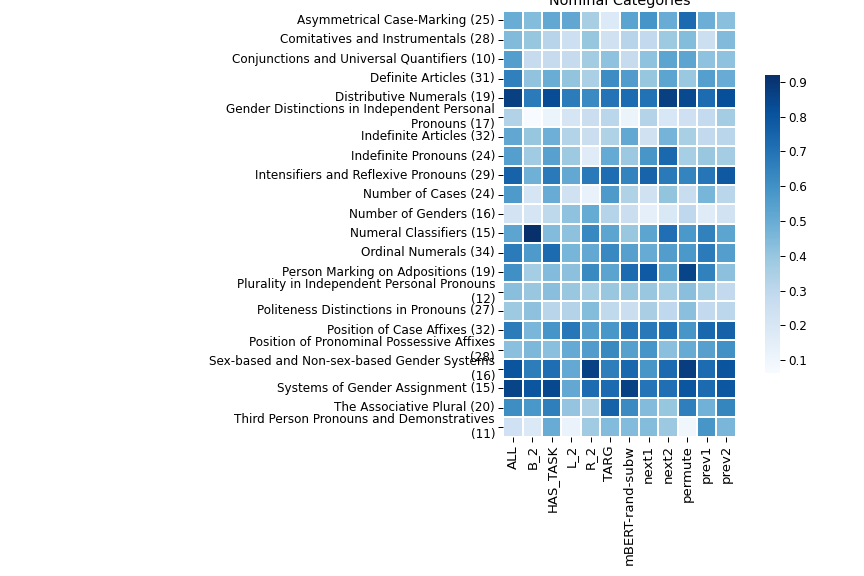 Nominal Categories
Asymmetrical Case-Marking (25)
Comitatives and Instrumentals (28)
Conjunctions and Universal Quantifiers (10)
Definite Articles (31)
Distributive Numerals (19)
Gender Distinctions in Independent Personal
Pronouns (17)
Indefinite Articles (32)
Indefinite Pronouns (24)
Intensifiers and Reflexive Pronouns (29)
Number of Cases (24)
Number of Genders (16)
Numeral Classifiers (15)
Ordinal Numerals (34)
Person Marking on Adpositions (19)
Plurality in Independent Personal Pronouns
(12)
Politeness Distinctions in Pronouns (27)
Position of Case Affixes (32)
Position of Pronominal Possessive Affixes
(28)
Sex-based and Non-sex-based Gender Systems
(16)
Systems of Gender Assignment (15)
The Associative Plural (20)
Third Person Pronouns and Demonstratives
(11)
ALL
B_2
HAS_TASK
L_2
R_2
TARG
mBERT-rand-subw
next1
next2
permute
prev1
prev2
0.9
0.8
0.7
0.6
0.5
0.4
0.3
0.2
0.1